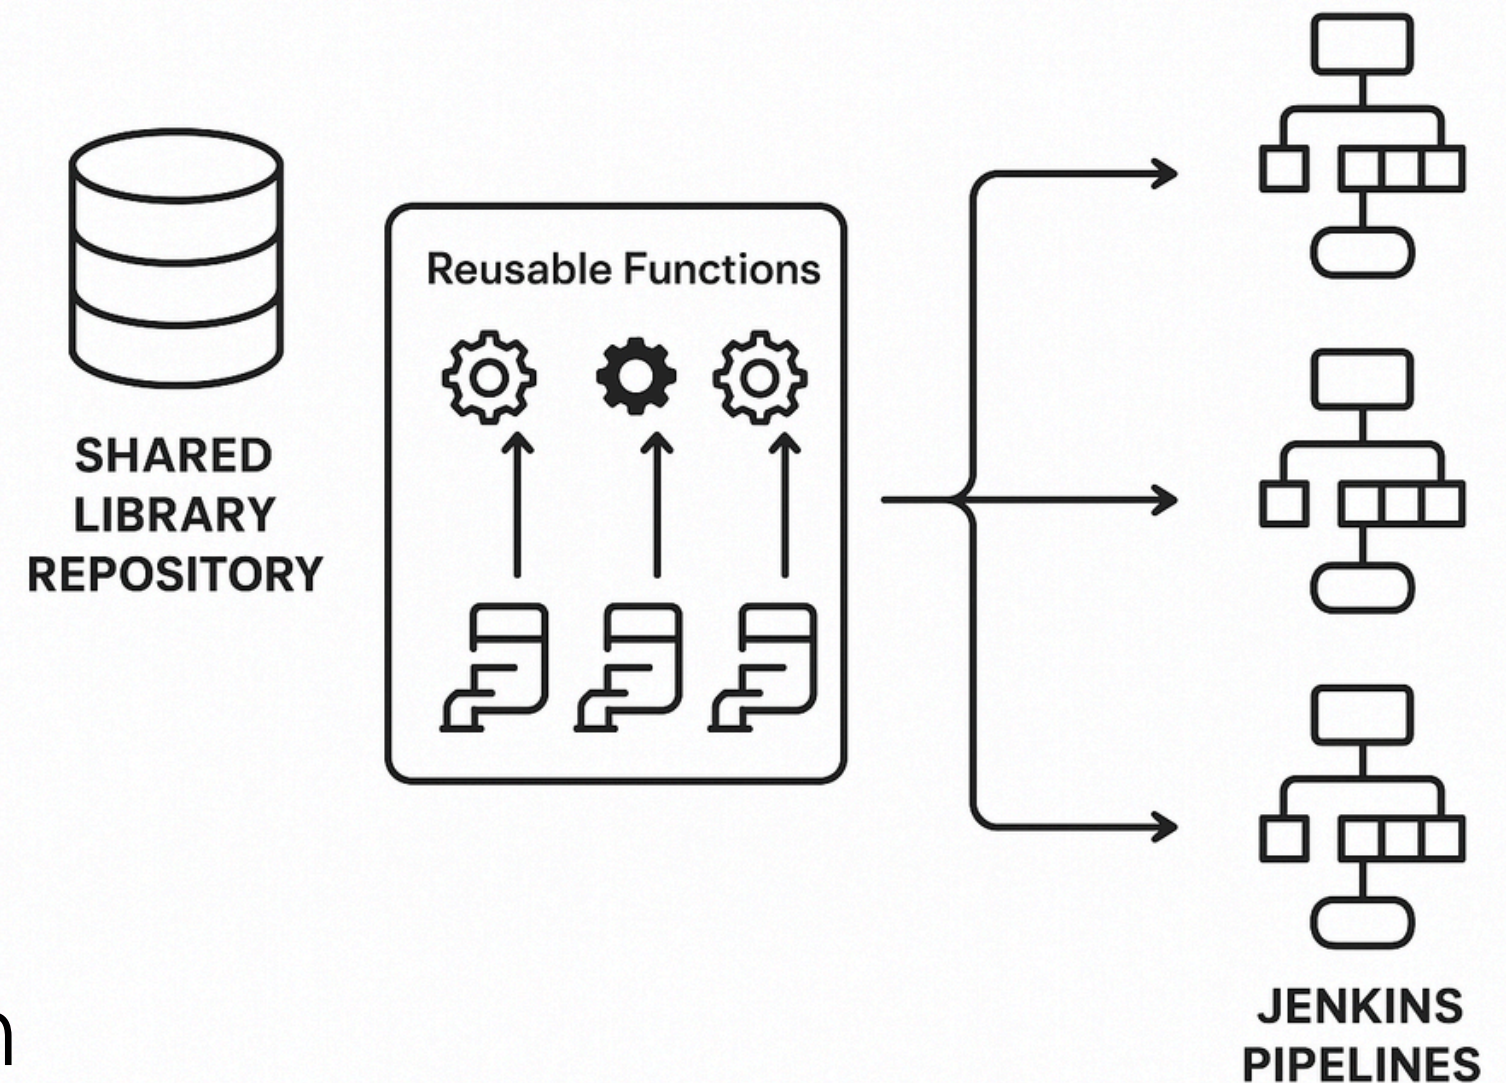 Reusable Functions
SHARED
LIBRARY
REPOSITORY
n
JENKINS
PIPELINES